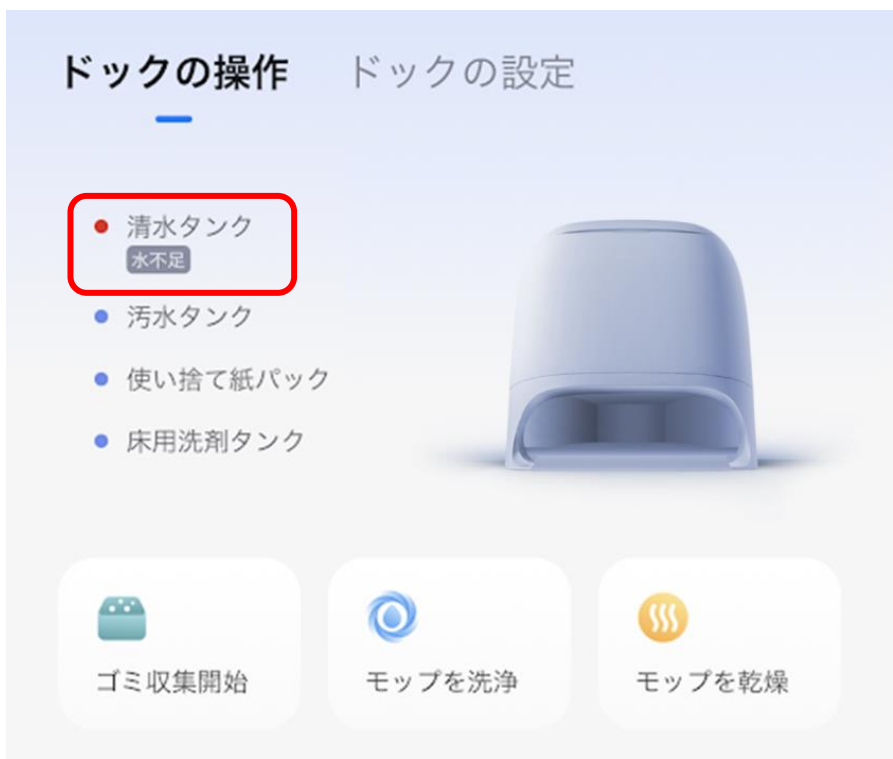 ドックの操作 ドックの設定
清水タンク
水不足
汚水タンク
使い捨て紙パック
床用洗剤タンク
ゴミ収集開始 モップを洗浄 モップを乾燥